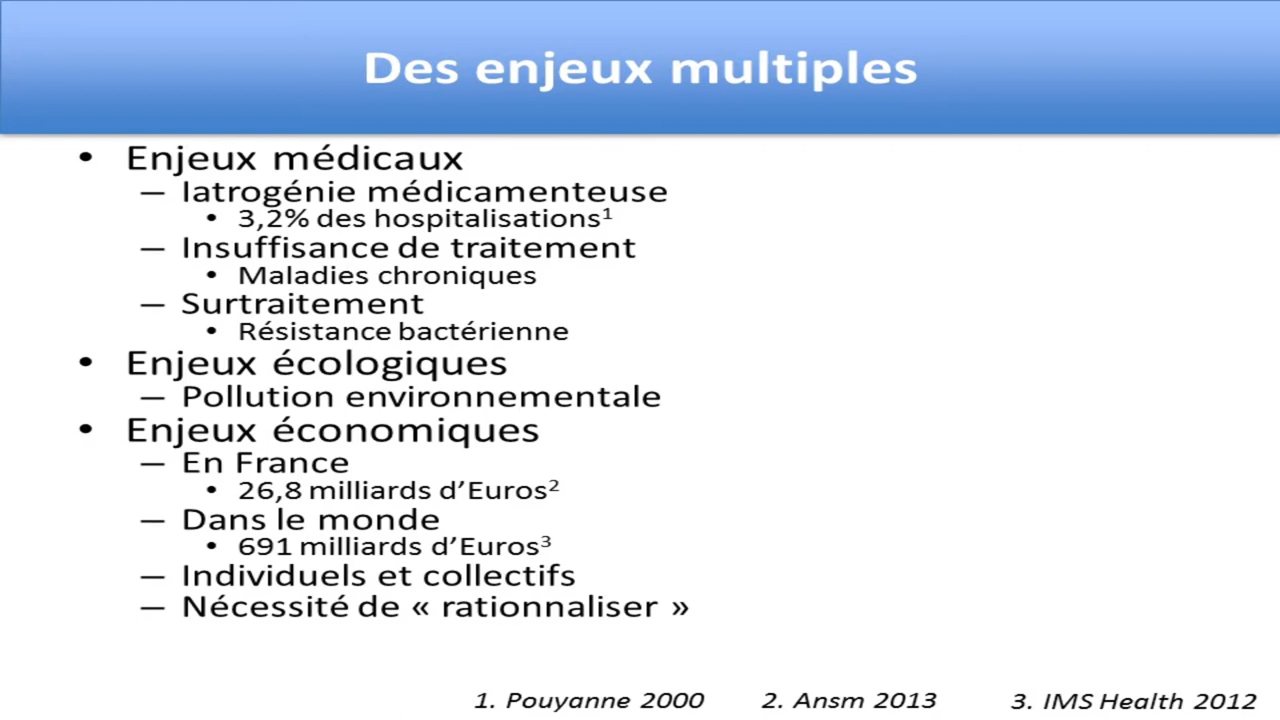 Des enjeux multiples
• Enjeux médicaux
– Iatrogénie médicamenteuse
• 3,2% des hospitalisations¹
– Insuffisance de traitement
• Maladies chroniques
– Surtraitement
• Résistance bactérienne
• Enjeux écologiques
– Pollution environnementale
• Enjeux économiques
– En France
• 26,8 milliards d’Euros²
– Dans le monde
• 691 milliards d’Euros³
– Individuels et collectifs
– Nécessité de « rationnaliser »
1. Pouyanne 2000 2. Ansm 2013 3. IMS Health 2012